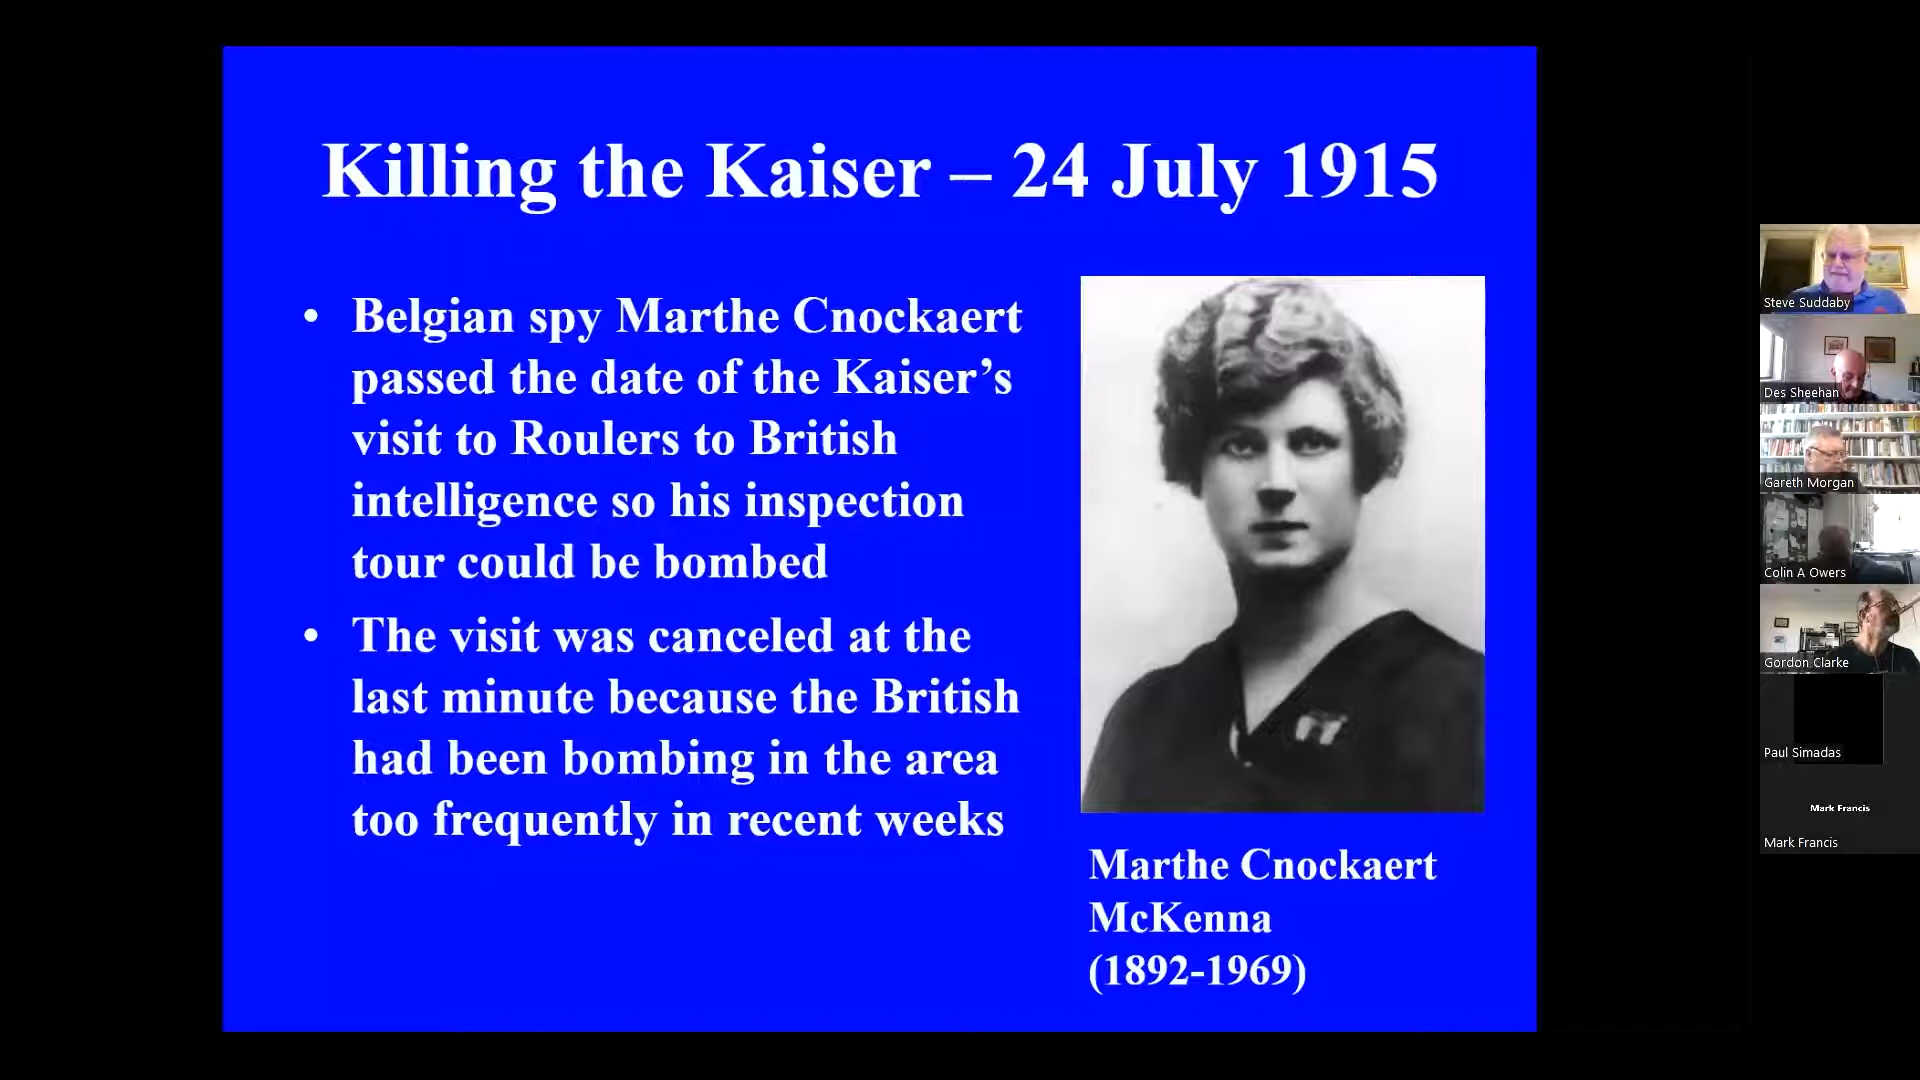 Killing the Kaiser – 24 July 1915
• Belgian spy Marthe Cnockaert
passed the date of the Kaiser’s
visit to Roulers to British
intelligence so his inspection
tour could be bombed
• The visit was canceled at the
last minute because the British
had been bombing in the area
too frequently in recent weeks
Marthe Cnockaert
McKenna
(1892-1969)
Steve Suddaby
Des Sheehan
Gareth Morgan
Colin A Owers
Gordon Clarke
Paul Simadas
Mark Francis
Mark Francis